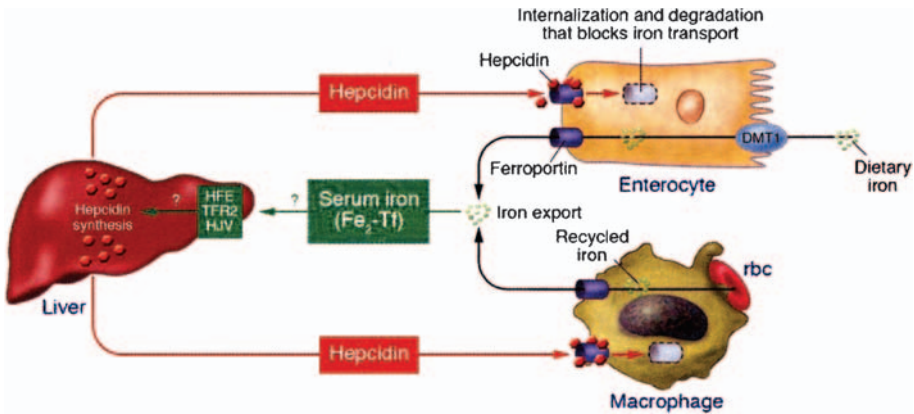 Internalization and degradation
that blocks iron transport
Hepcidin
Hepcidin
DMT1
Ferroportin
Dietary
iron
Enterocyte
HFE
TFR2
HJV
?
?
Hepcidin
synthesis
Serum iron
(Fe2-Tf)
Iron export
Recycled
iron
rbc
Liver
Hepcidin
Macrophage